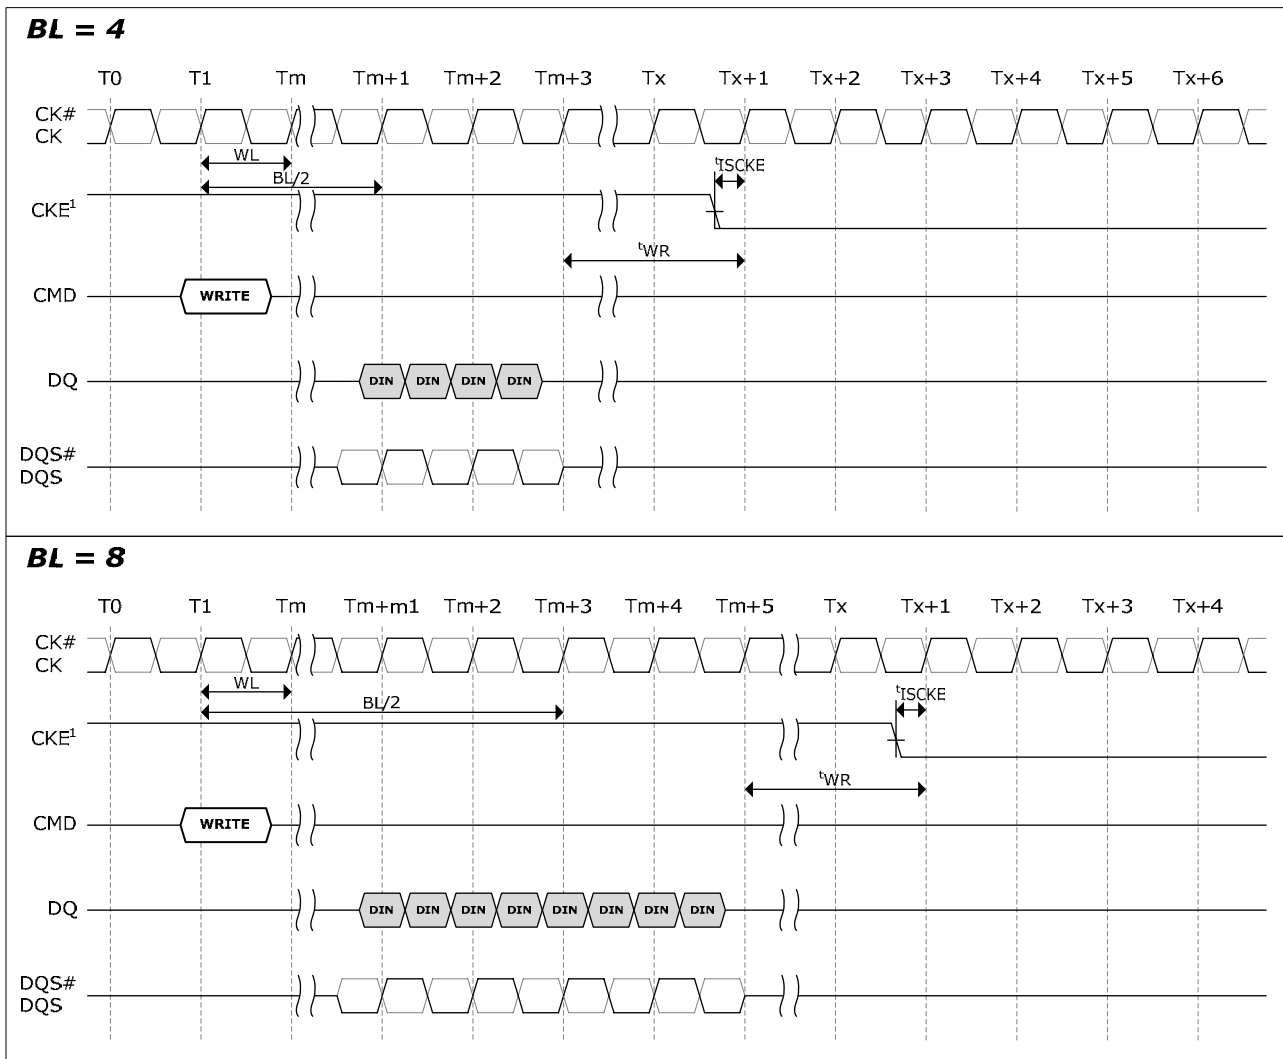 BL = 4
T0 T1 Tm Tm+1 Tm+2 Tm+3 Tx Tx+1 Tx+2 Tx+3 Tx+4 Tx+5 Tx+6
CK#
CK
WL
tISCKE
BL/2
CKE1
tWR
CMD WRITE
DQ DIN DIN DIN DIN
DQS#
DQS
BL = 8
T0 T1 Tm Tm+m1 Tm+2 Tm+3 Tm+4 Tm+5 Tx Tx+1 Tx+2 Tx+3 Tx+4
CK#
CK
WL
tISCKE
BL/2
CKE1
tWR
CMD WRITE
DQ DIN DIN DIN DIN DIN DIN DIN DIN
DQS#
DQS